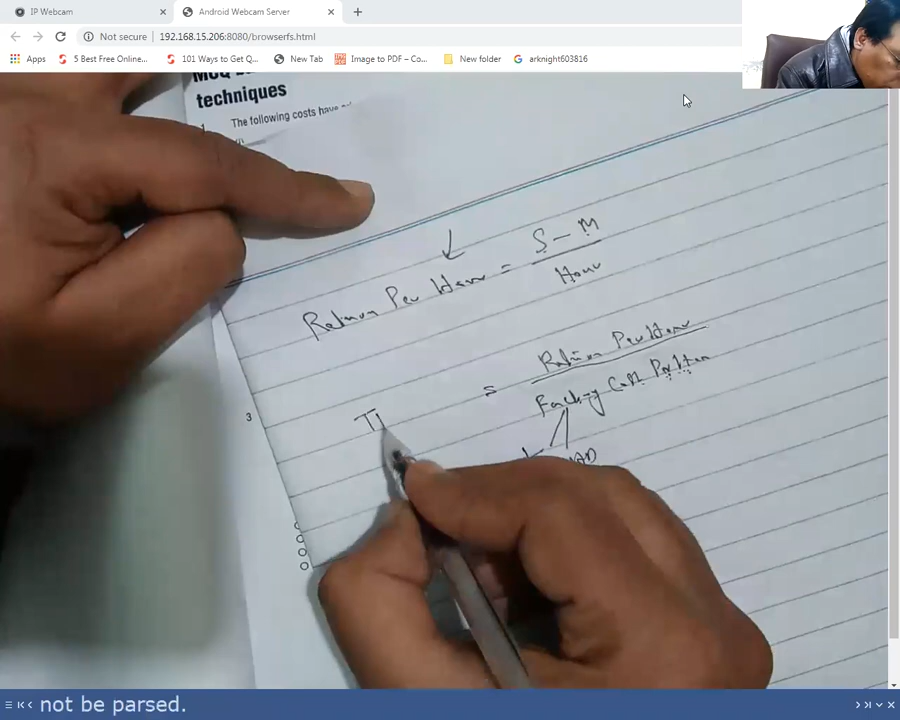 IP Webcam
Android Webcam Server
Not secure
192.168.15.206:8080/browserfs.html
Apps
5 Best Free Online...
101 Ways to Get Q...
New Tab
Image to PDF – Co...
New folder
arknight603816
techniques
1
The following costs have
Return Per Hour = S - M
Hour
= Return Per Hour
Factory Cost Per Hour
3
not be parsed.